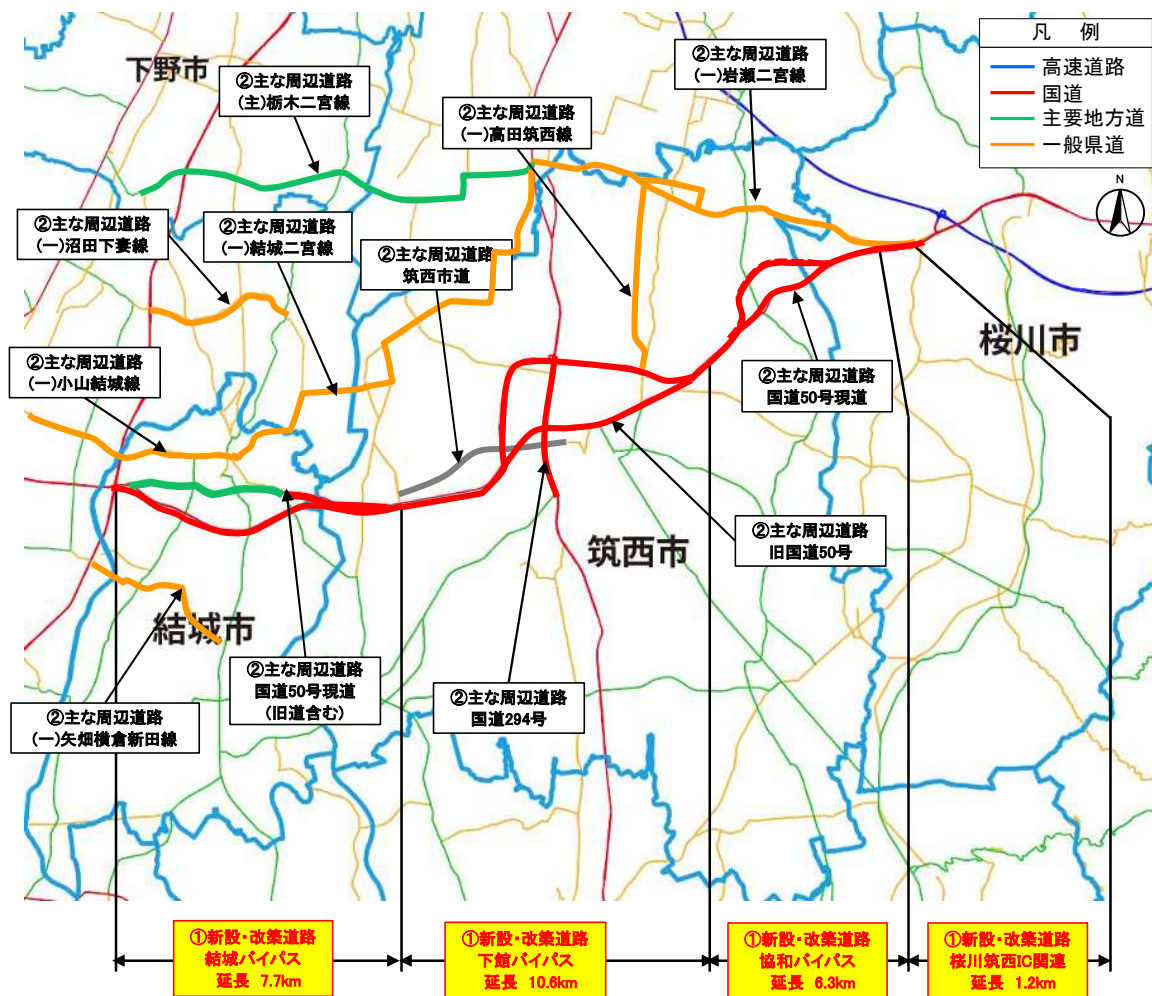 凡 例
高速道路
国道
主要地方道
一般県道
N
下野市
②主な周辺道路
(主)栃木二宮線
②主な周辺道路
(一)高田筑西線
②主な周辺道路
(一)岩瀬二宮線
②主な周辺道路
(一)沼田下妻線
②主な周辺道路
(一)結城二宮線
②主な周辺道路
筑西市道
桜川市
②主な周辺道路
(一)小山結城線
②主な周辺道路
国道50号現道
②主な周辺道路
旧国道50号
筑西市
結城市
②主な周辺道路
国道50号現道
(旧道含む)
②主な周辺道路
国道294号
②主な周辺道路
(一)矢畑横倉新田線
①新設・改築道路
結城バイパス
延長 7.7km
①新設・改築道路
下館バイパス
延長 10.6km
①新設・改築道路
協和バイパス
延長 6.3km
①新設・改築道路
桜川筑西IC関連
延長 1.2km